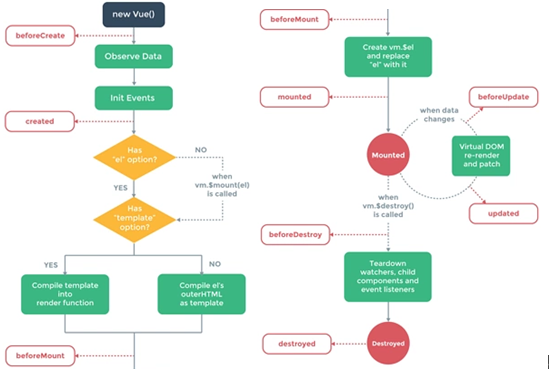 new Vue()
beforeCreate
Observe Data
Init Events
created
Has
"el" option?
NO
when
vm.$mount(el)
is called
YES
Has
"template"
option?
YES
NO
Compile template
into
render function
Compile el's
outerHTML
as template
beforeMount
beforeMount
Create vm.$el
and replace
"el" with it
mounted
Mounted
when data
changes
beforeUpdate
Virtual DOM
re-render
and patch
updated
when
vm.$destroy()
is called
beforeDestroy
Teardown
watchers, child
components and
event listeners
destroyed
Destroyed